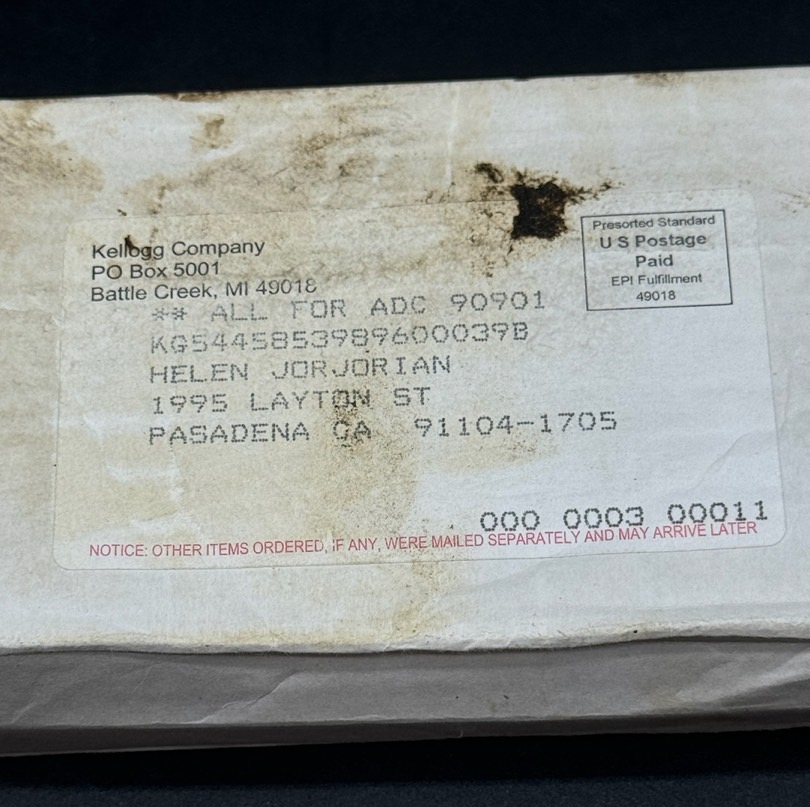 Kellogg Company
PO Box 5001
Battle Creek, MI 49018
Presorted Standard
U S Postage
Paid
EPI Fulfillment
49018
** ALL FOR ADC 90901
KG5445853989600039B
HELEN JORJORIAN
1995 LAYTON ST
PASADENA CA 91104-1705
000 0003 00011
NOTICE: OTHER ITEMS ORDERED, IF ANY, WERE MAILED SEPARATELY AND MAY ARRIVE LATER